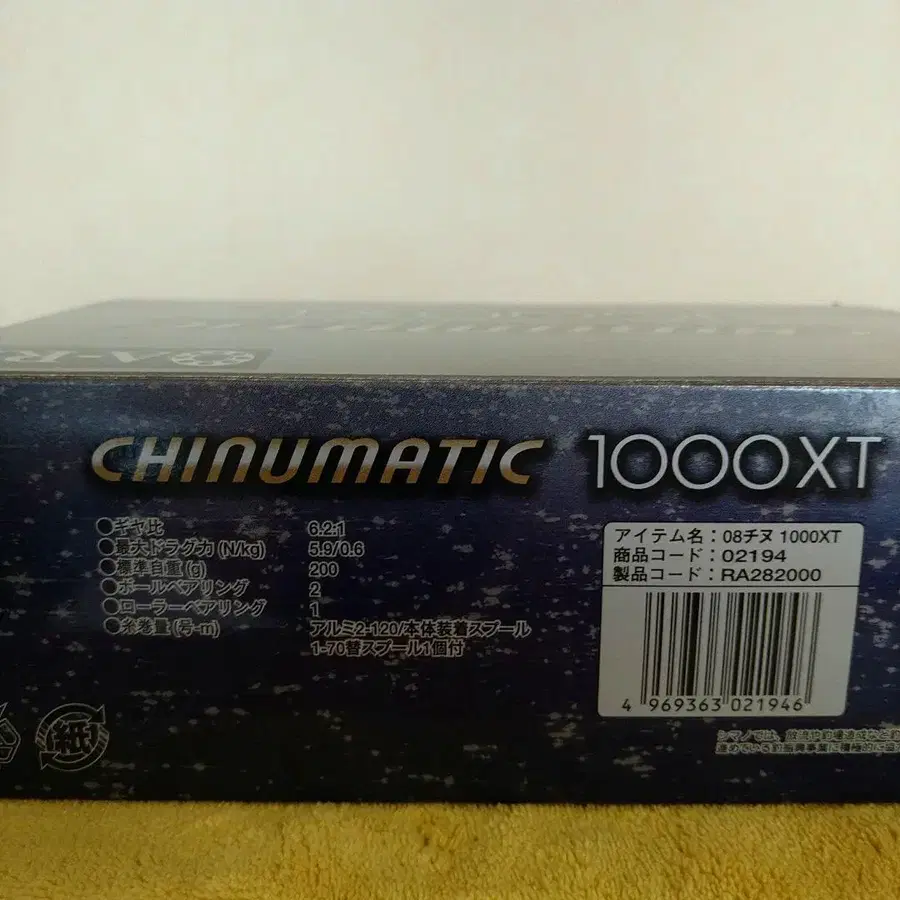 A-R
CHINUMATIC 1000XT
●ギヤ比 6.2:1
●最大ドラグ力 (N/kg) 5.9/0.6
●標準自重(g) 200
●ボールベアリング 2
●ローラーベアリング 1
●糸巻量 (号-m) アルミ2-120/本体装着スプール
1-70替スプール1個付
アイテム名：08チヌ 1000XT
商品コード：02194
製品コード：RA282000
4 969363 021946
紙
シマノでは、